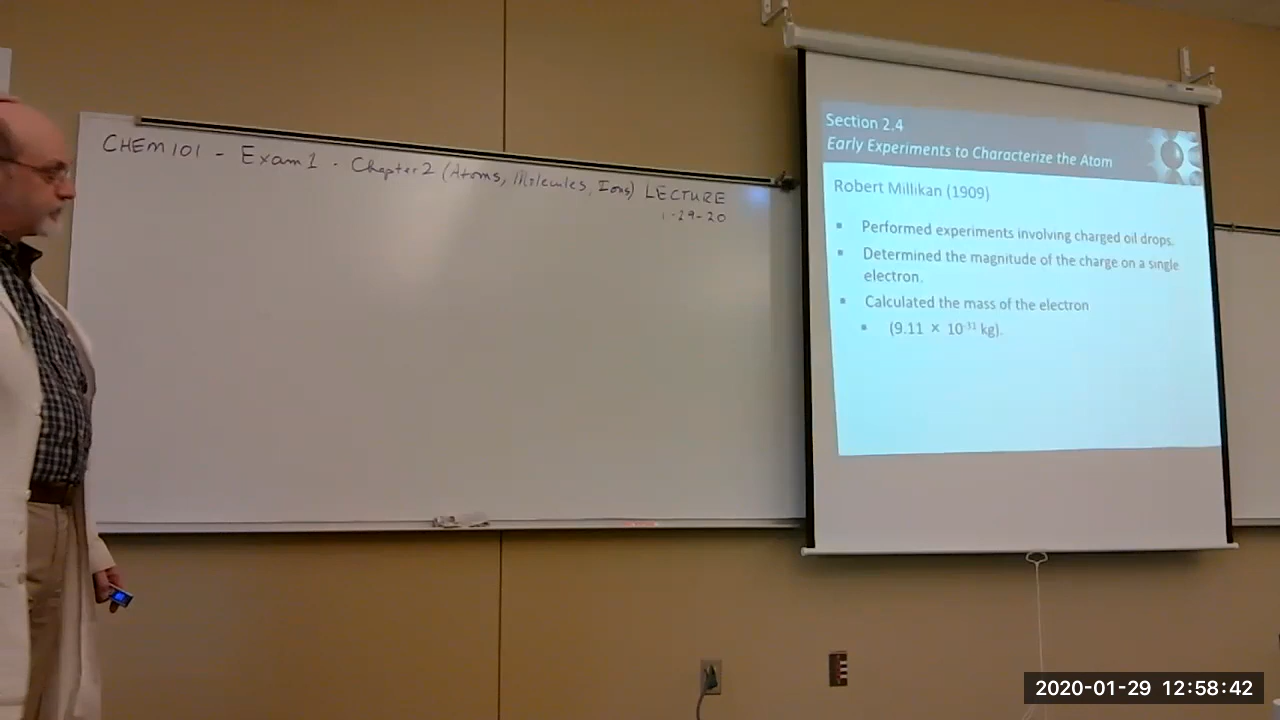 CHEM 101 - Exam 1 - Chapter 2 (Atoms, Molecules, Ions) LECTURE
1-29-20
Section 2.4
Early Experiments to Characterize the Atom
Robert Millikan (1909)
▪ Performed experiments involving charged oil drops.
▪ Determined the magnitude of the charge on a single
electron.
▪ Calculated the mass of the electron
▪ (9.11 × 10⁻³¹ kg).
2020-01-29 12:58:42